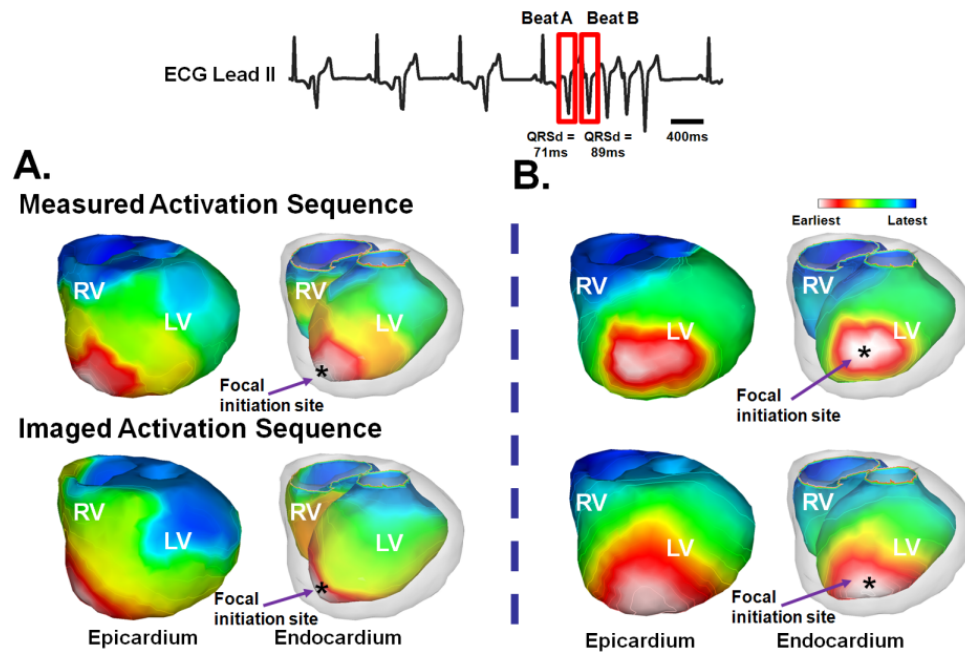 Beat A Beat B
ECG Lead II
QRSd =
71ms
QRSd =
89ms
400ms
A.
Measured Activation Sequence
B.
Earliest Latest
RV
LV
RV
LV
*
Focal
initiation site
RV
LV
RV
LV
*
Focal
initiation site
Imaged Activation Sequence
RV
LV
RV
LV
*
Focal
initiation site
Epicardium
Endocardium
RV
LV
RV
LV
*
Focal
initiation site
Epicardium
Endocardium